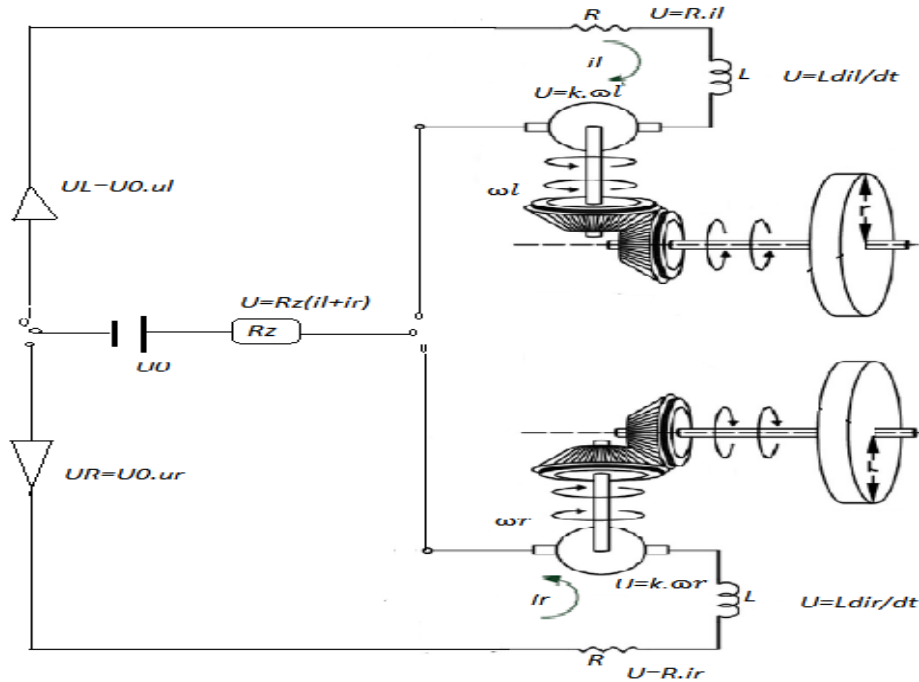 R
U=R.il
il
L
U=Ldil/dt
U=k.ωl
UL=U0.ul
ωl
r
U=Rz(il+ir)
Rz
U0
r
UR=U0.ur
ωr
U=k.ωr
Ir
L
U=Ldir/dt
R
U=R.ir